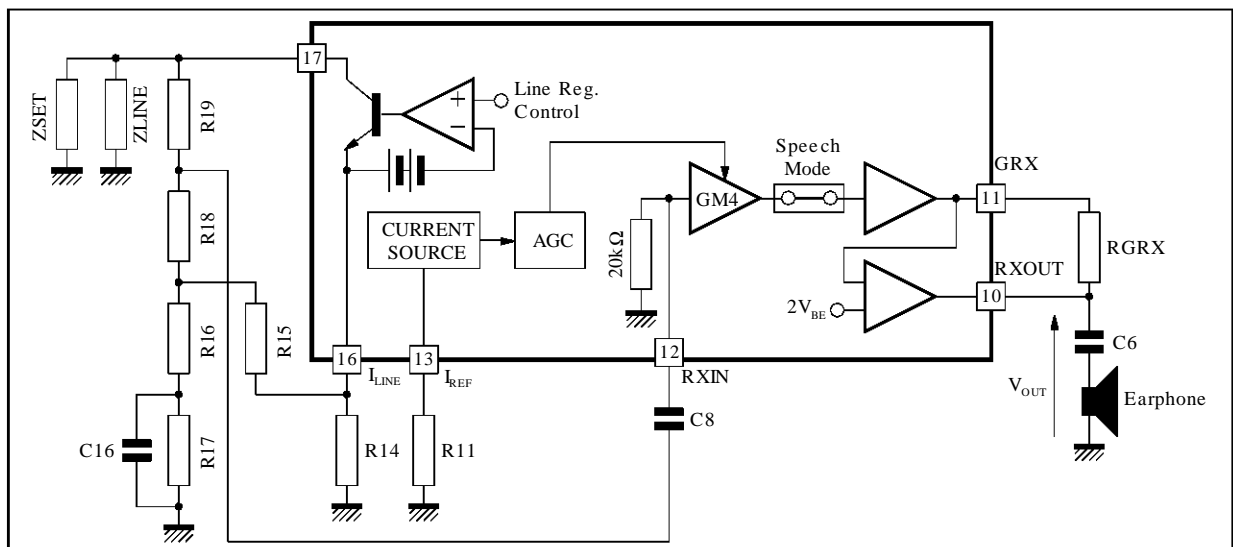 17
Line Reg.
Control
ZSET
ZLINE
R19
Speech
Mode
GRX
GM4
11
R18
CURRENT
SOURCE
AGC
20kΩ
RGRX
RXOUT
10
2VBE
R16
R15
16
13
12
ILINE
IREF
RXIN
C6
VOUT
Earphone
C8
C16
R17
R14
R11